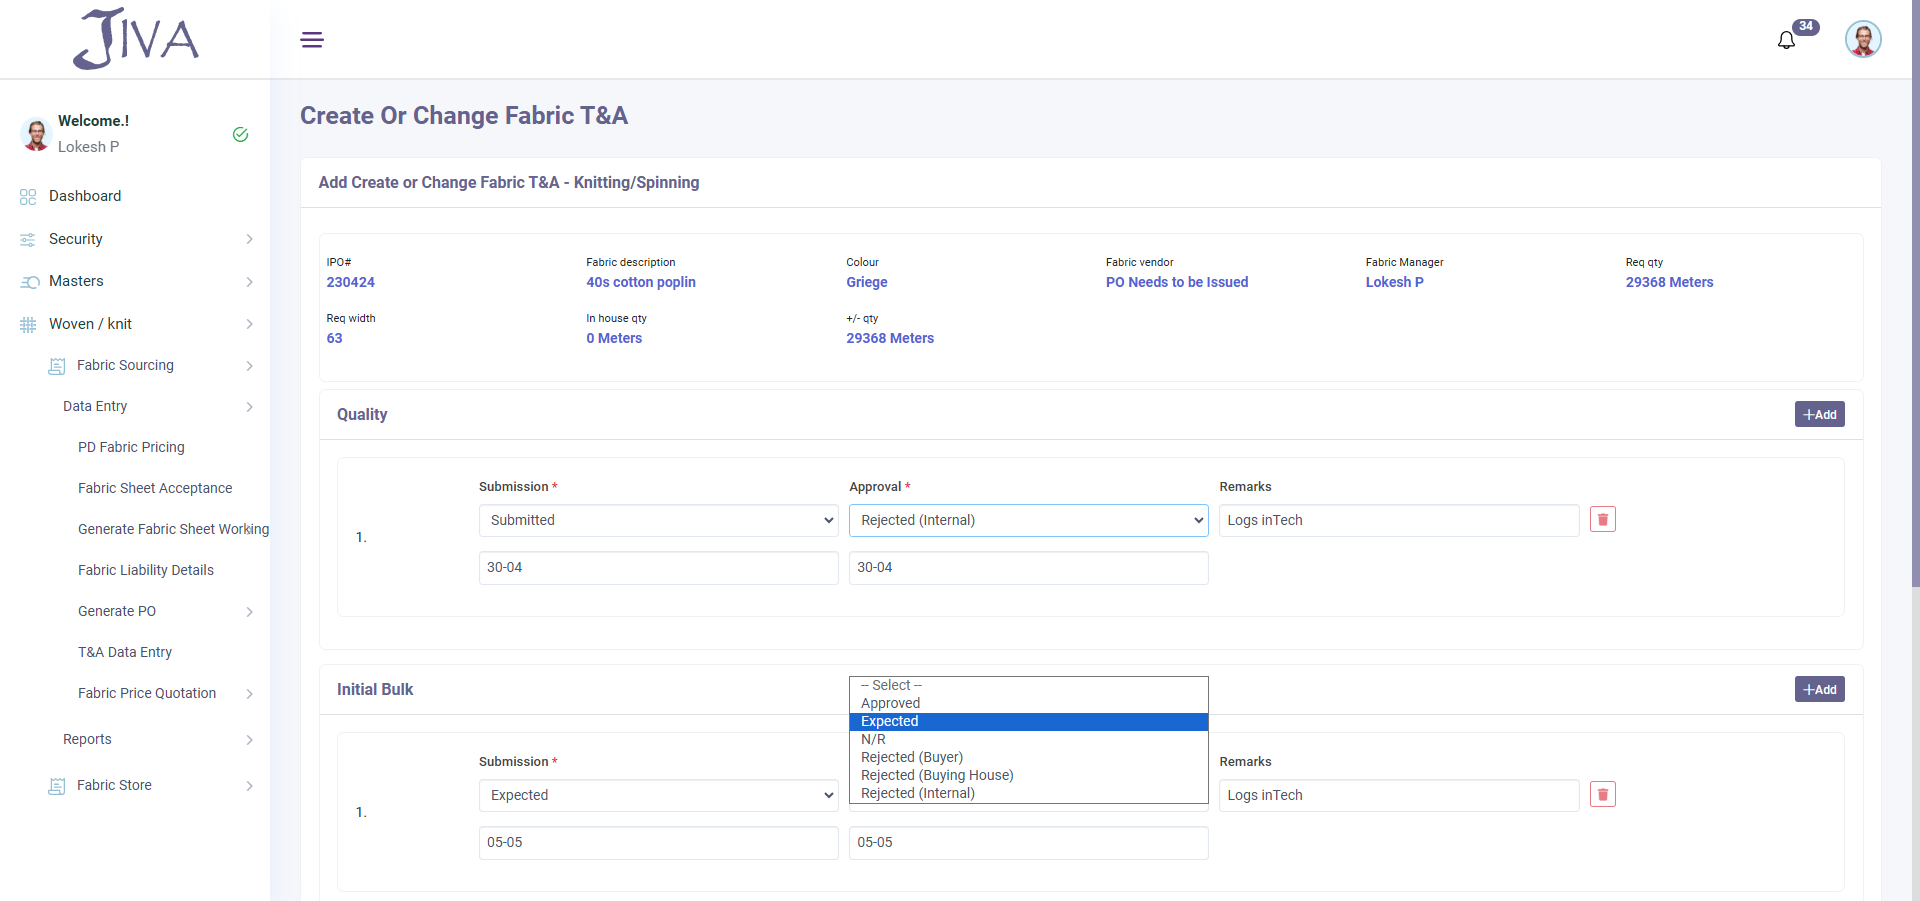 JIVA
34
Welcome.!
Lokesh P
Dashboard
Security
Masters
Woven / knit
Fabric Sourcing
Data Entry
PD Fabric Pricing
Fabric Sheet Acceptance
Generate Fabric Sheet Working
Fabric Liability Details
Generate PO
T&A Data Entry
Fabric Price Quotation
Reports
Fabric Store
Create Or Change Fabric T&A
Add Create or Change Fabric T&A - Knitting/Spinning
IPO# Fabric description Colour Fabric vendor Fabric Manager Req qty
230424 40s cotton poplin Griege PO Needs to be Issued Lokesh P 29368 Meters
Req width In house qty +/- qty
63 0 Meters 29368 Meters
Quality +Add
Submission * Approval * Remarks
1. Submitted Rejected (Internal) Logs inTech
30-04 30-04
Initial Bulk +Add
-- Select --
Approved
Expected
N/R
Rejected (Buyer)
Rejected (Buying House)
Rejected (Internal)
Submission * Remarks
1. Expected Logs inTech
05-05 05-05